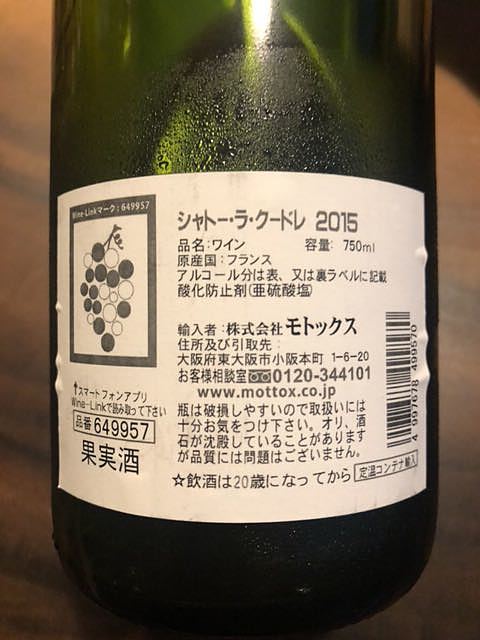 Wine-Linkマーク:649957
シャトー・ラ・クードレ 2015
品名:ワイン 容量: 750ml
原産国:フランス
アルコール分は表、又は裏ラベルに記載
酸化防止剤(亜硫酸塩)
輸入者:株式会社モトックス
住所及び引取先:
大阪府東大阪市小阪本町 1-6-20
お客様相談室 0120-344101
www.mottox.co.jp
瓶は破損しやすいので取扱いには
十分お気をつけ下さい。オリ、酒
石が沈殿していることがあります
が品質には問題はございません。
☆飲酒は20歳になってから 定温コンテナ輸入
↑スマートフォンアプリ
Wine-Linkで読み取って下さい
品番 649957
果実酒
4 997678 499570